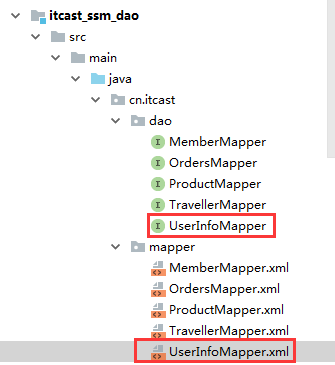 itcast_ssm_dao
src
main
java
cn.itcast
dao
MemberMapper
OrdersMapper
ProductMapper
TravellerMapper
UserInfoMapper
mapper
MemberMapper.xml
OrdersMapper.xml
ProductMapper.xml
TravellerMapper.xml
UserInfoMapper.xml